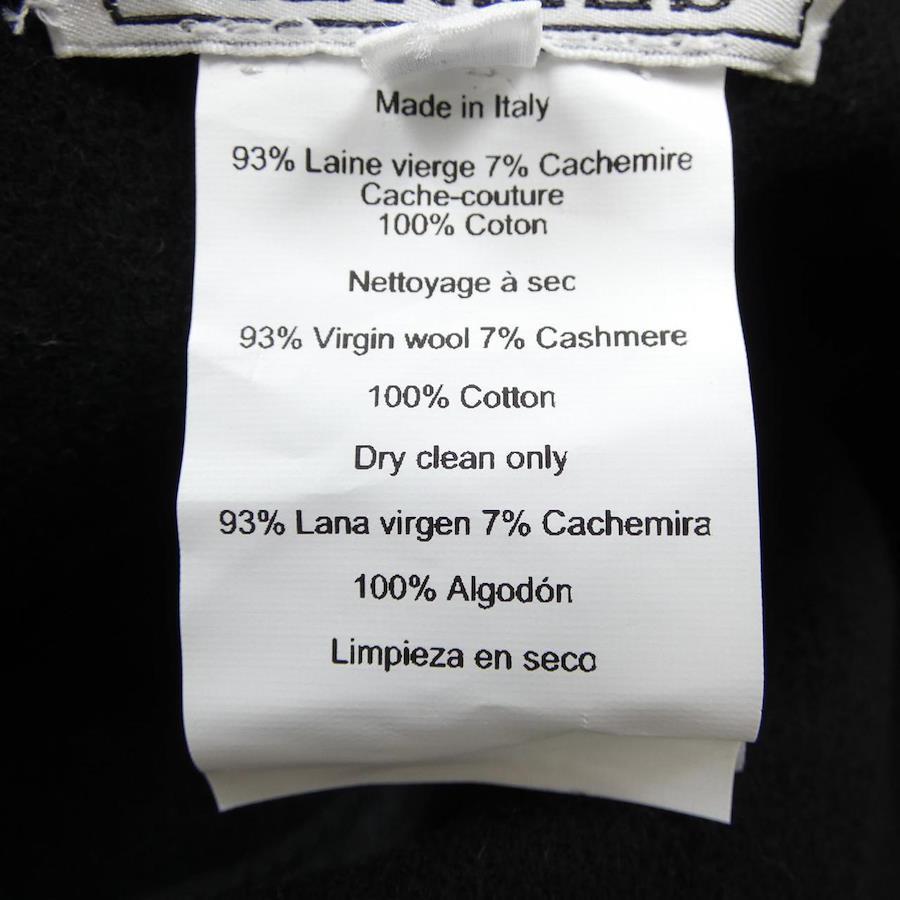 Made in Italy
93% Laine vierge 7% Cachemire
Cache-couture
100% Coton
Nettoyage à sec
93% Virgin wool 7% Cashmere
100% Cotton
Dry clean only
93% Lana virgen 7% Cachemira
100% Algodón
Limpieza en seco